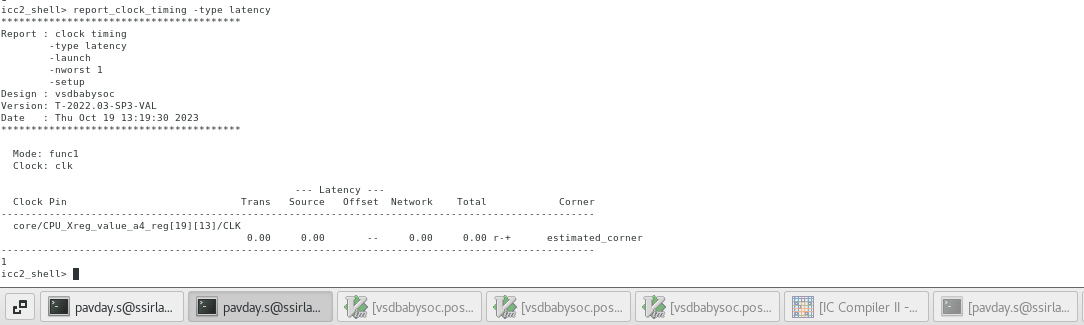 icc2_shell> report_clock_timing -type latency
****************************************
Report : clock timing
        -type latency
        -launch
        -nworst 1
        -setup
Design : vsdbabysoc
Version: T-2022.03-SP3-VAL
Date   : Thu Oct 19 13:19:30 2023
****************************************
  Mode: func1
  Clock: clk
--- Latency ---
  Clock Pin                             Trans   Source   Offset  Network    Total            Corner
---------------------------------------------------------------------------------------------------
  core/CPU_Xreg_value_a4_reg[19][13]/CLK
                                         0.00     0.00       --     0.00     0.00 r-+      estimated_corner
---------------------------------------------------------------------------------------------------
1
icc2_shell>
pavday.s@ssirla... pavday.s@ssirla... [vsdbabysoc.pos... [vsdbabysoc.pos... [vsdbabysoc.pos... [IC Compiler II -... [pavday.s@ssirla...